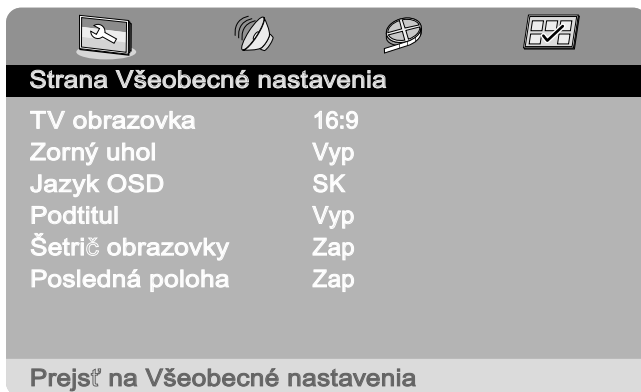 Strana Všeobecné nastavenia
TV obrazovka 16:9
Zorný uhol Vyp
Jazyk OSD SK
Podtitul Vyp
Šetrič obrazovky Zap
Posledná poloha Zap
Prejsť na Všeobecné nastavenia